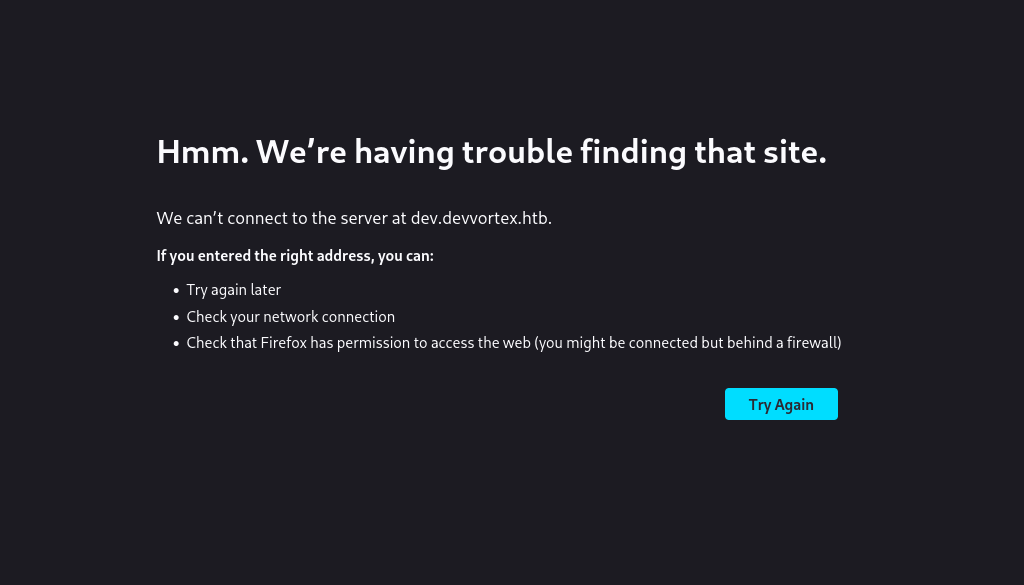 Hmm. We’re having trouble finding that site.
We can’t connect to the server at dev.devvortex.htb.
If you entered the right address, you can:
• Try again later
• Check your network connection
• Check that Firefox has permission to access the web (you might be connected but behind a firewall)
Try Again